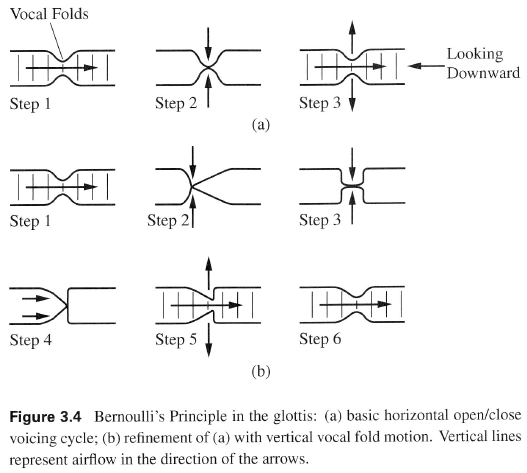 Vocal Folds
Looking
Downward
Step 1
Step 2
Step 3
(a)
Step 1
Step 2
Step 3
Step 4
Step 5
Step 6
(b)
Figure 3.4 Bernoulli's Principle in the glottis: (a) basic horizontal open/close
voicing cycle; (b) refinement of (a) with vertical vocal fold motion. Vertical lines
represent airflow in the direction of the arrows.